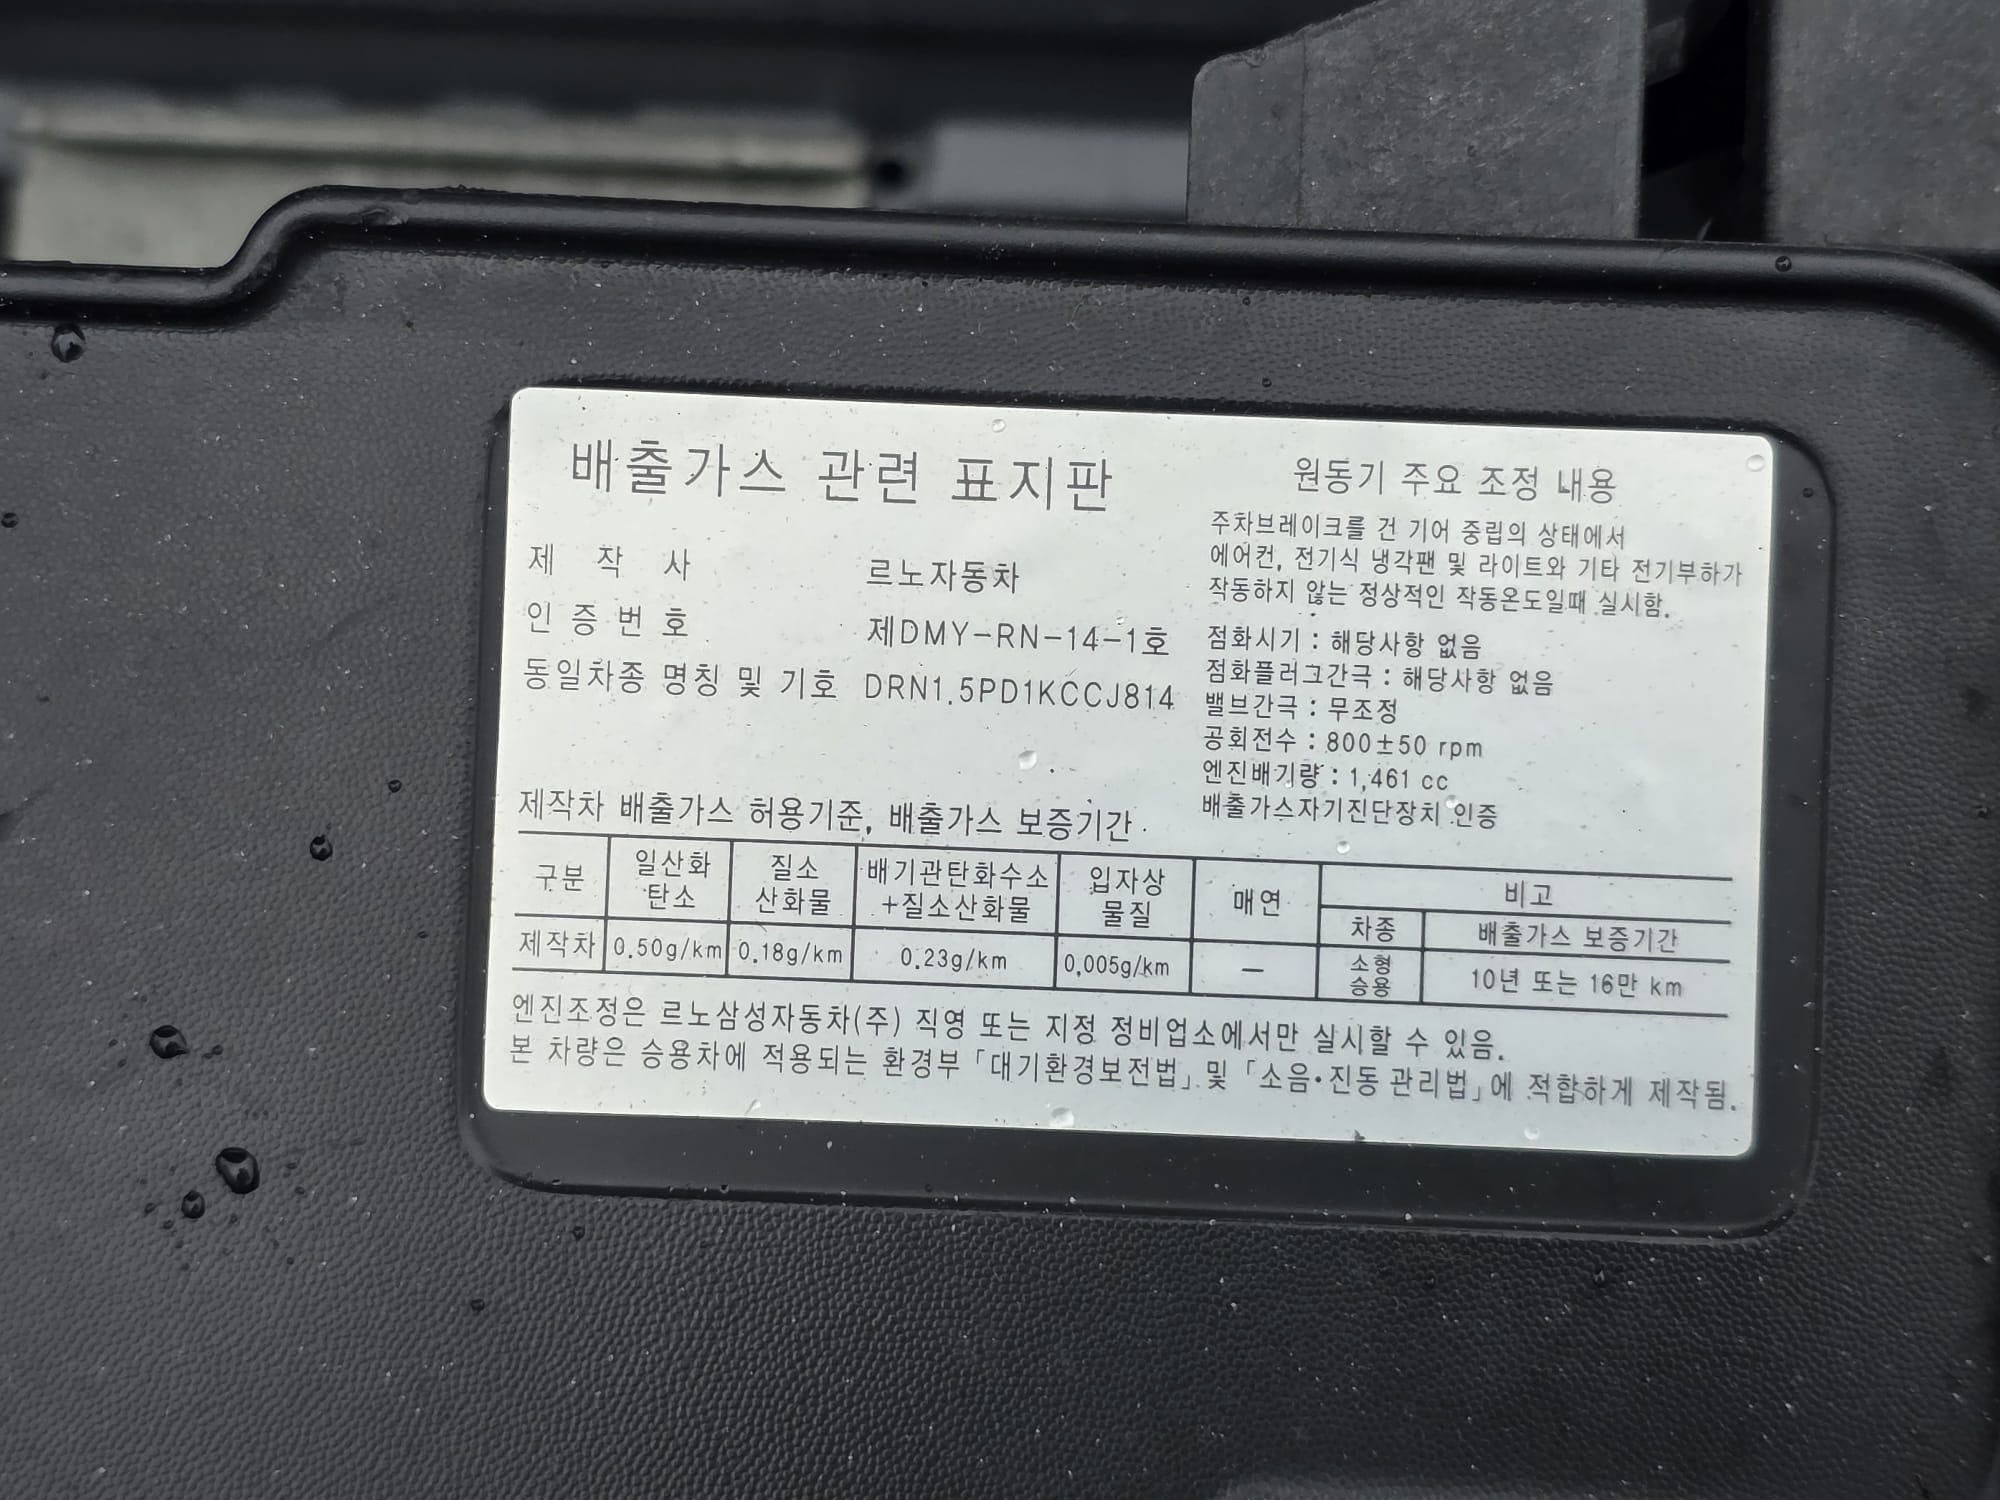 배출가스 관련 표지판
제 작 사 르노자동차
인 증 번 호 제DMY-RN-14-1호
동일차종 명칭 및 기호 DRN1.5PD1KCCJ814
원동기 주요 조정 내용
주차브레이크를 건 기어 중립의 상태에서
에어컨, 전기식 냉각팬 및 라이트와 기타 전기부하가
작동하지 않는 정상적인 작동온도일때 실시함.
점화시기 : 해당사항 없음
점화플러그간극 : 해당사항 없음
밸브간극 : 무조정
공회전수 : 800±50 rpm
엔진배기량 : 1,461 cc
배출가스자기진단장치 인증
제작차 배출가스 허용기준, 배출가스 보증기간
구분 일산화탄소 질소산화물 배기관탄화수소+질소산화물 입자상물질 매연 비고
차종 배출가스 보증기간
제작차 0.50g/km 0.18g/km 0.23g/km 0.005g/km — 소형승용 10년 또는 16만 km
엔진조정은 르노삼성자동차(주) 직영 또는 지정 정비업소에서만 실시할 수 있음.
본 차량은 승용차에 적용되는 환경부 「대기환경보전법」 및 「소음·진동 관리법」에 적합하게 제작됨.